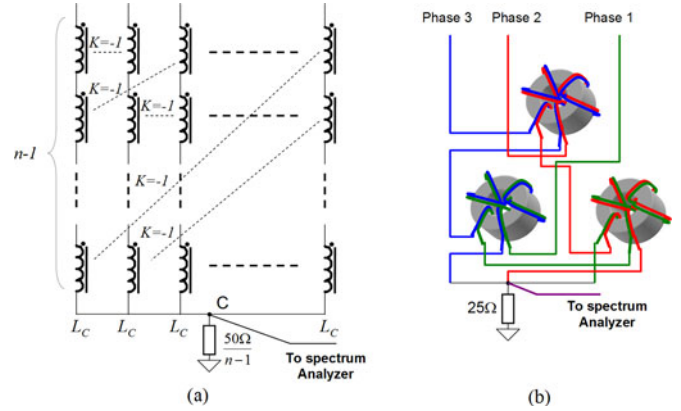 K=-1
K=-1
K=-1
n-1
K=-1
K=-1
C
L_C L_C L_C L_C
50Ω
n−1
To spectrum
Analyzer
(a)
Phase 3 Phase 2 Phase 1
25Ω
To spectrum
Analyzer
(b)